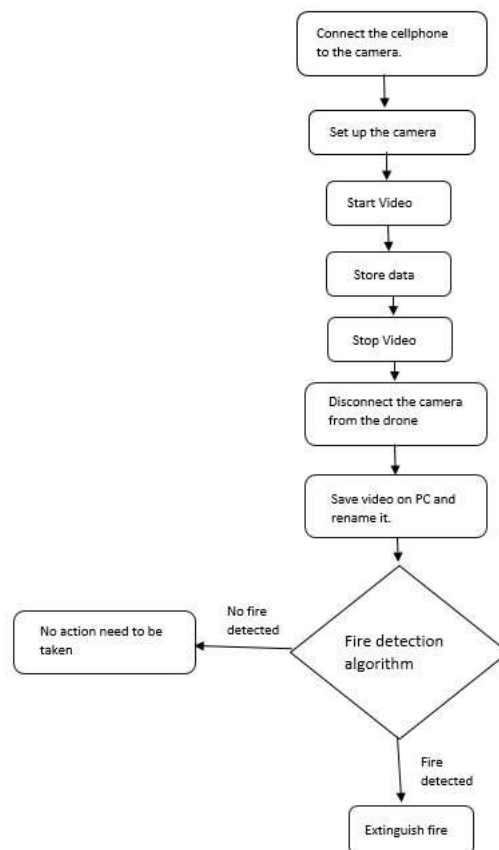 Connect the cellphone
to the camera.
Set up the camera
Start Video
Store data
Stop Video
Disconnect the camera
from the drone
Save video on PC and
rename it.
Fire detection
algorithm
No fire
detected
No action need to be
taken
Fire
detected
Extinguish fire